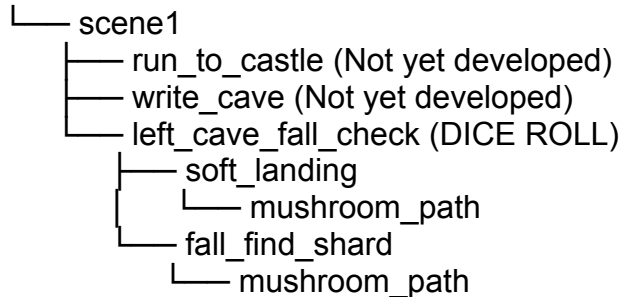 └── scene1
├── run_to_castle (Not yet developed)
├── write_cave (Not yet developed)
└── left_cave_fall_check (DICE ROLL)
├── soft_landing
│ └── mushroom_path
└── fall_find_shard
└── mushroom_path